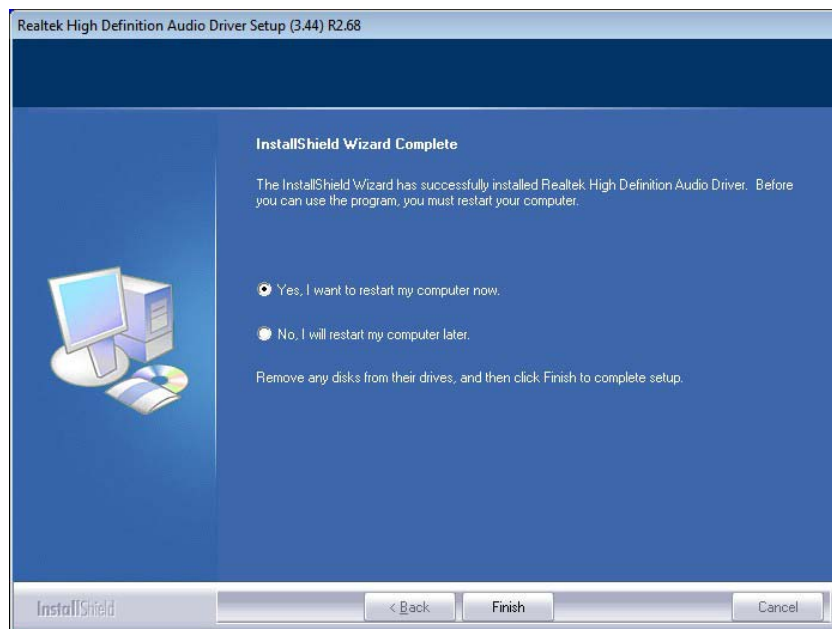 Realtek High Definition Audio Driver Setup (3.44) R2.68
InstallShield Wizard Complete
The InstallShield Wizard has successfully installed Realtek High Definition Audio Driver. Before
you can use the program, you must restart your computer.
Yes, I want to restart my computer now.
No, I will restart my computer later.
Remove any disks from their drives, and then click Finish to complete setup.
InstallShield
< Back
Finish
Cancel